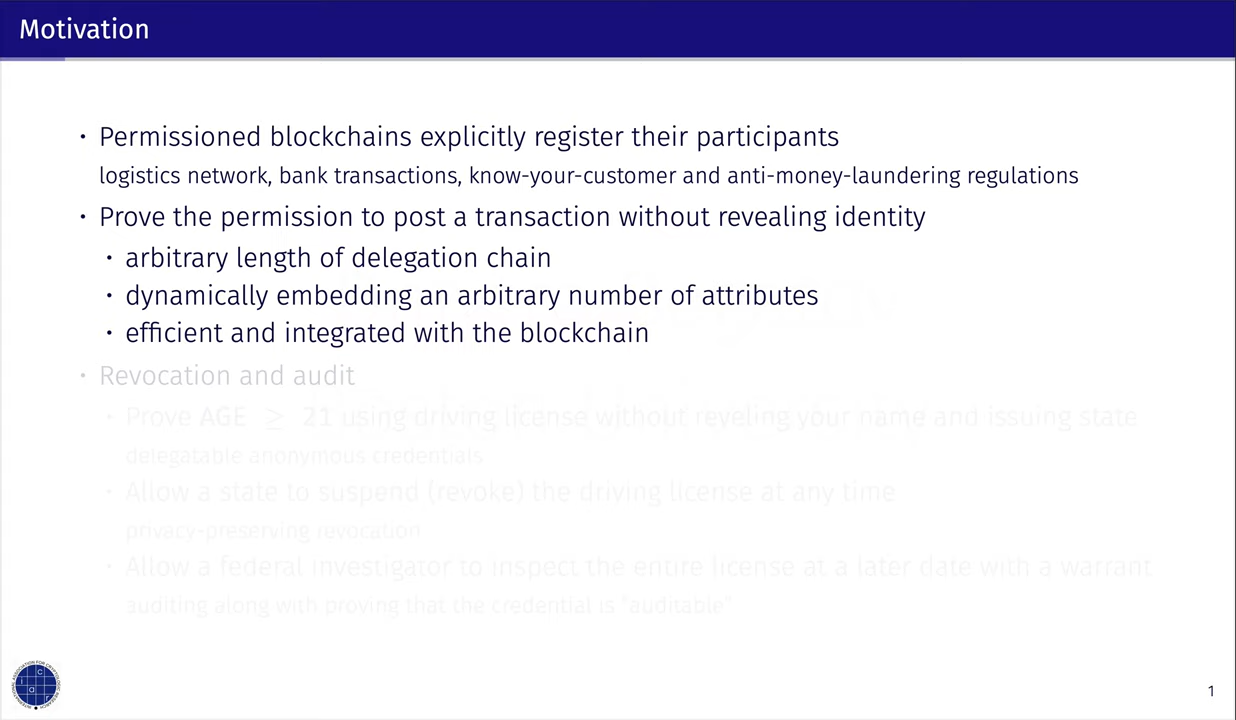 Motivation
• Permissioned blockchains explicitly register their participants
logistics network, bank transactions, know-your-customer and anti-money-laundering regulations
• Prove the permission to post a transaction without revealing identity
• arbitrary length of delegation chain
• dynamically embedding an arbitrary number of attributes
• efficient and integrated with the blockchain
• Revocation and audit
• Prove AGE ≥ 21 using driving license without reveling your name and issuing state
delegatable anonymous credentials
• Allow a state to suspend (revoke) the driving license at any time
privacy-preserving revocation
• Allow a federal investigator to inspect the entire license at a later date with a warrant
auditing along with proving that the credential is "auditable"
INTERNATIONAL ASSOCIATION FOR CRYPTOLOGIC RESEARCH
i a c r
1